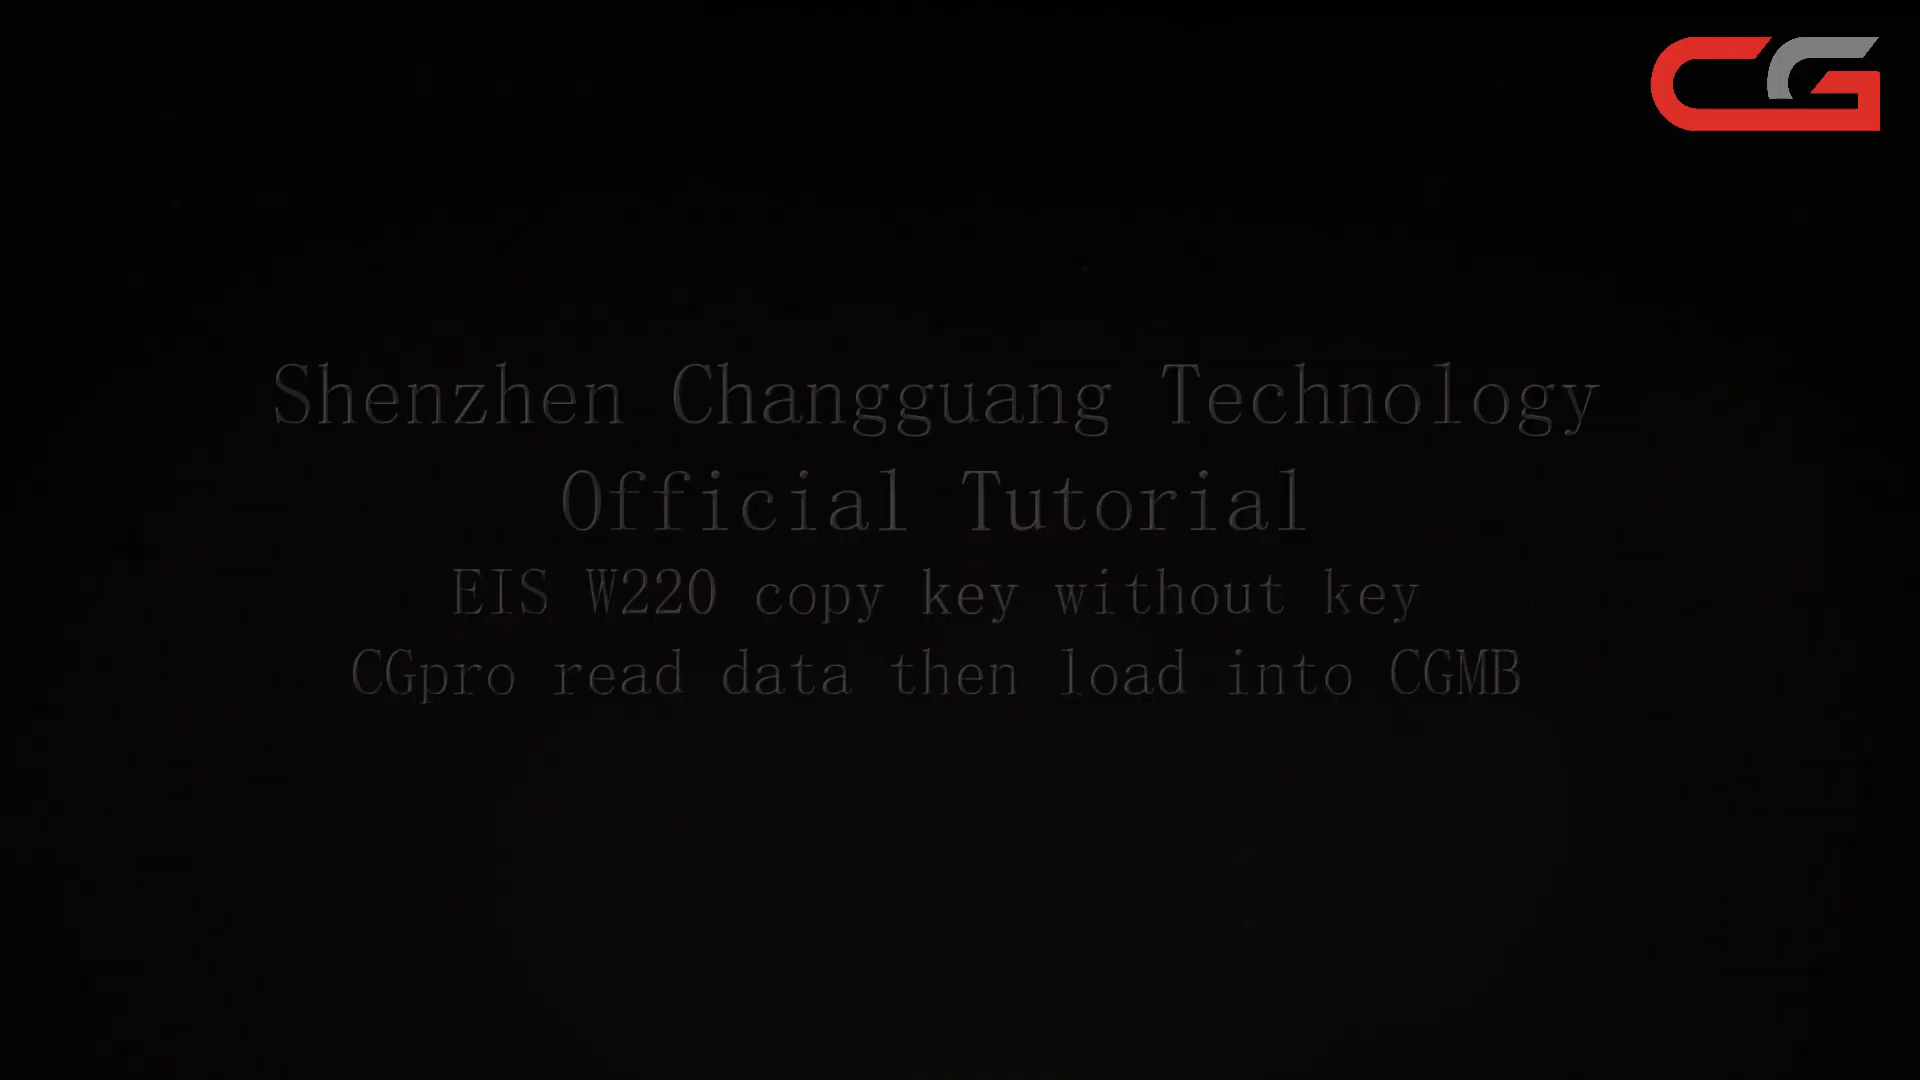 CG
Shenzhen Changguang Technology
Official Tutorial
EIS W220 copy key without key
CGpro read data then load into CGMB